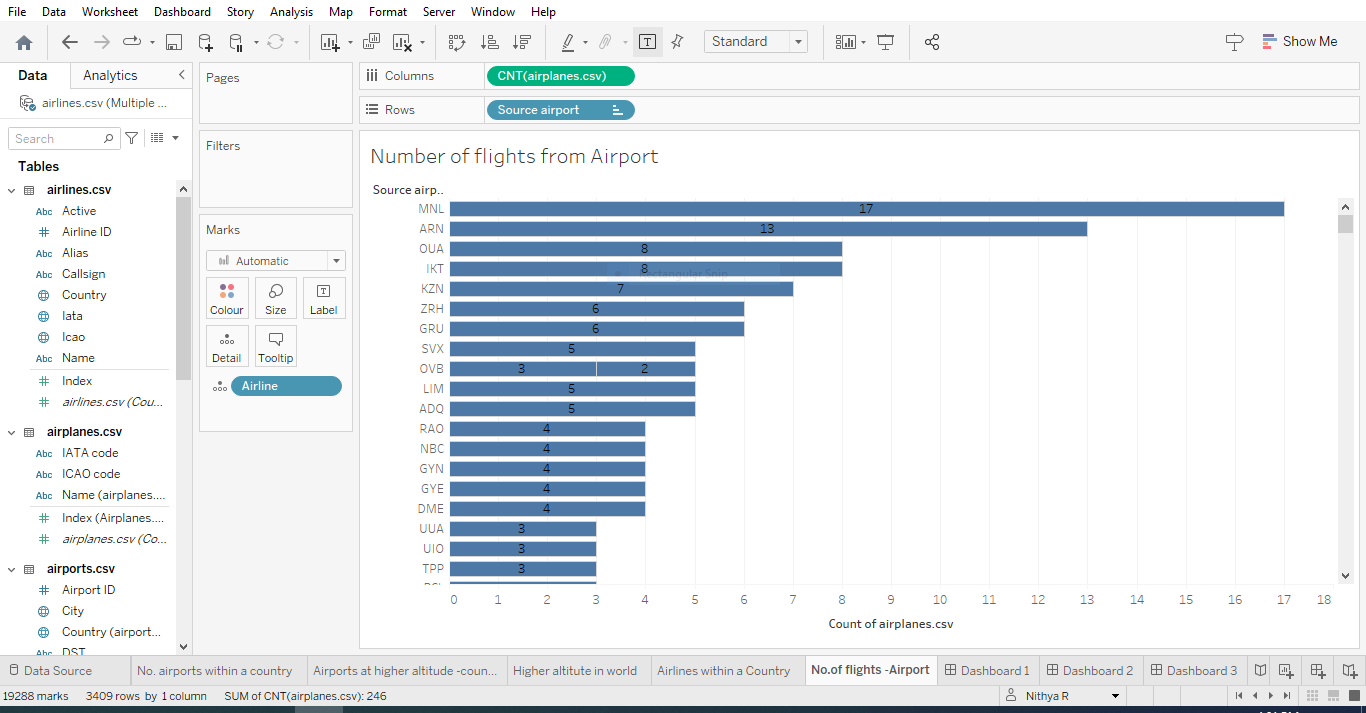 File Data Worksheet Dashboard Story Analysis Map Format Server Window Help
Standard
Show Me
Data Analytics
Pages
Columns CNT(airplanes.csv)
airlines.csv (Multiple ...
Rows Source airport
Search
Filters
Tables
Number of flights from Airport
airlines.csv
Source airp..
Abc Active
MNL 17
# Airline ID
Marks
ARN 13
Abc Alias
OUA 8
Automatic
Abc Callsign
IKT 8
Rectangular Snip
Country
KZN 7
Colour Size Label
Iata
ZRH 6
Icao
GRU 6
Abc Name
SVX 5
Detail Tooltip
OVB 3 2
# Index
Airline
LIM 5
# airlines.csv (Cou...
ADQ 5
airplanes.csv
RAO 4
Abc IATA code
NBC 4
Abc ICAO code
GYN 4
Abc Name (airplanes....
GYE 4
# Index (Airplanes....
DME 4
# airplanes.csv (Co...
UUA 3
UIO 3
airports.csv
TPP 3
# Airport ID
0 1 2 3 4 5 6 7 8 9 10 11 12 13 14 15 16 17 18
City
Count of airplanes.csv
Country (airport...
Abc DST
Data Source No. airports within a country Airports at higher altitude -coun... Higher altitute in world Airlines within a Country No.of flights -Airport Dashboard 1 Dashboard 2 Dashboard 3
19288 marks 3409 rows by 1 column SUM of CNT(airplanes.csv): 246 Nithya R